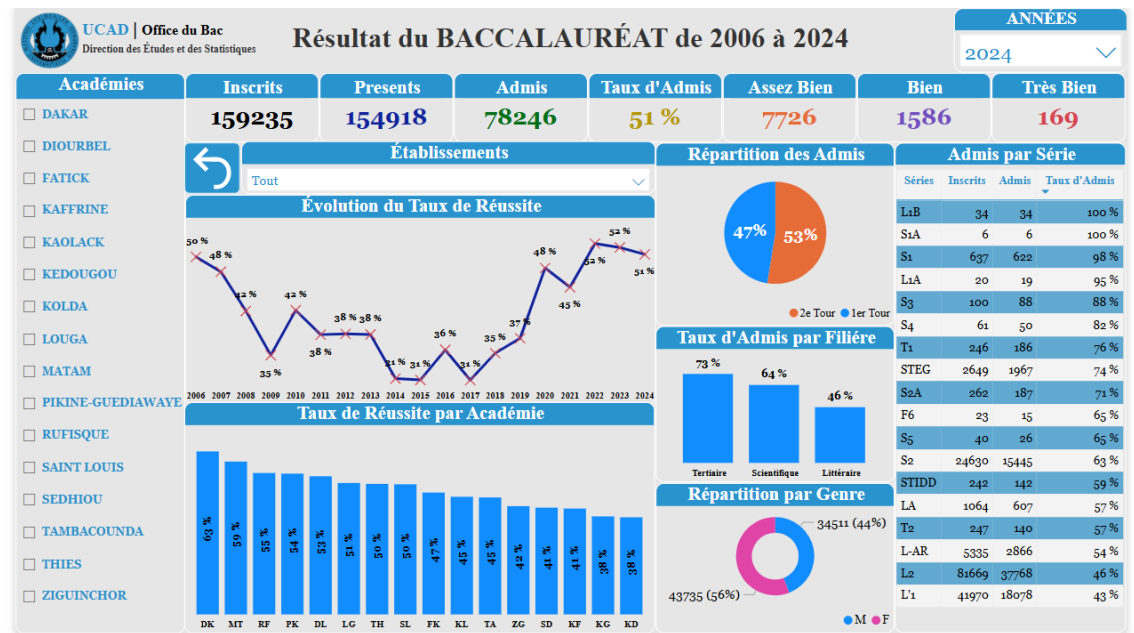 UCAD | Office du Bac
Direction des Études et des Statistiques
Résultat du BACCALAURÉAT de 2006 à 2024
ANNÉES
2024
Académies
DAKAR
DIOURBEL
FATICK
KAFFRINE
KAOLACK
KEDOUGOU
KOLDA
LOUGA
MATAM
PIKINE-GUEDIAWAYE
RUFISQUE
SAINT LOUIS
SEDHIOU
TAMBACOUNDA
THIES
ZIGUINCHOR
Inscrits Presents Admis Taux d'Admis Assez Bien Bien Très Bien
159235 154918 78246 51 % 7726 1586 169
Établissements
Tout
Évolution du Taux de Réussite
50 % 48 % 42 % 35 % 42 % 38 % 38 % 38 % 31 % 31 % 36 % 31 % 35 % 37 % 48 % 45 % 52 % 52 % 51 %
2006 2007 2008 2009 2010 2011 2012 2013 2014 2015 2016 2017 2018 2019 2020 2021 2022 2023 2024
Taux de Réussite par Académie
63 % 59 % 55 % 54 % 53 % 51 % 50 % 50 % 47 % 45 % 45 % 42 % 41 % 41 % 38 % 38 %
DK MT RF PK DL LG TH SL FK KL TA ZG SD KF KG KD
Répartition des Admis
47% 53%
2e Tour 1er Tour
Taux d'Admis par Filiére
73 % 64 % 46 %
Tertiaire Scientifique Littéraire
Répartition par Genre
34511 (44%)
43735 (56%)
M F
Admis par Série
Séries Inscrits Admis Taux d'Admis
L1B 34 34 100 %
S1A 6 6 100 %
S1 637 622 98 %
L1A 20 19 95 %
S3 100 88 88 %
S4 61 50 82 %
T1 246 186 76 %
STEG 2649 1967 74 %
S2A 262 187 71 %
F6 23 15 65 %
S5 40 26 65 %
S2 24630 15445 63 %
STIDD 242 142 59 %
LA 1064 607 57 %
T2 247 140 57 %
L-AR 5335 2866 54 %
L2 81669 37768 46 %
L'1 41970 18078 43 %